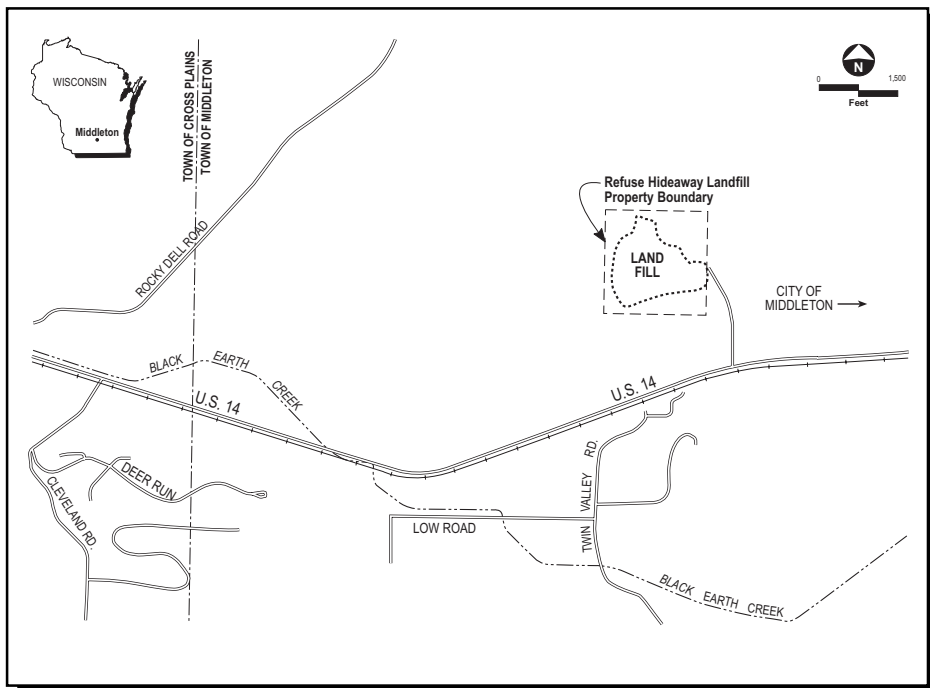 WISCONSIN
Middleton
TOWN OF CROSS PLAINS
TOWN OF MIDDLETON
N
0 1,500
Feet
Refuse Hideaway Landfill
Property Boundary
LAND
FILL
CITY OF
MIDDLETON
ROCKY DELL ROAD
BLACK EARTH CREEK
U.S. 14
U.S. 14
DEER RUN
CLEVELAND RD.
LOW ROAD
TWIN VALLEY RD.
BLACK EARTH CREEK